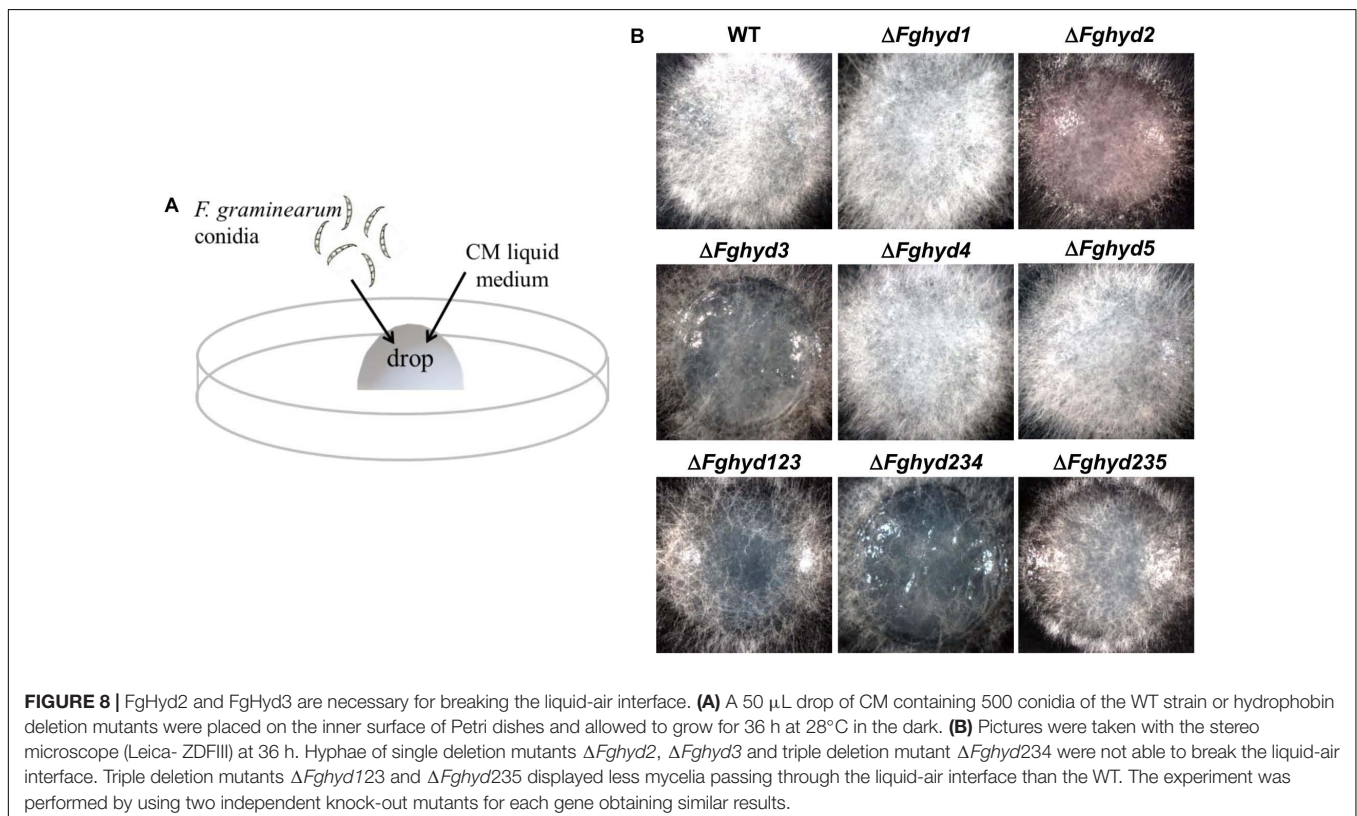 B
WT
ΔFghyd1
ΔFghyd2
A
F. graminearum
conidia
CM liquid
medium
drop
ΔFghyd3
ΔFghyd4
ΔFghyd5
ΔFghyd123
ΔFghyd234
ΔFghyd235
FIGURE 8 | FgHyd2 and FgHyd3 are necessary for breaking the liquid-air interface. (A) A 50 μL drop of CM containing 500 conidia of the WT strain or hydrophobin
deletion mutants were placed on the inner surface of Petri dishes and allowed to grow for 36 h at 28°C in the dark. (B) Pictures were taken with the stereo
microscope (Leica- ZDFIII) at 36 h. Hyphae of single deletion mutants ΔFghyd2, ΔFghyd3 and triple deletion mutant ΔFghyd234 were not able to break the liquid-air
interface. Triple deletion mutants ΔFghyd123 and ΔFghyd235 displayed less mycelia passing through the liquid-air interface than the WT. The experiment was
performed by using two independent knock-out mutants for each gene obtaining similar results.